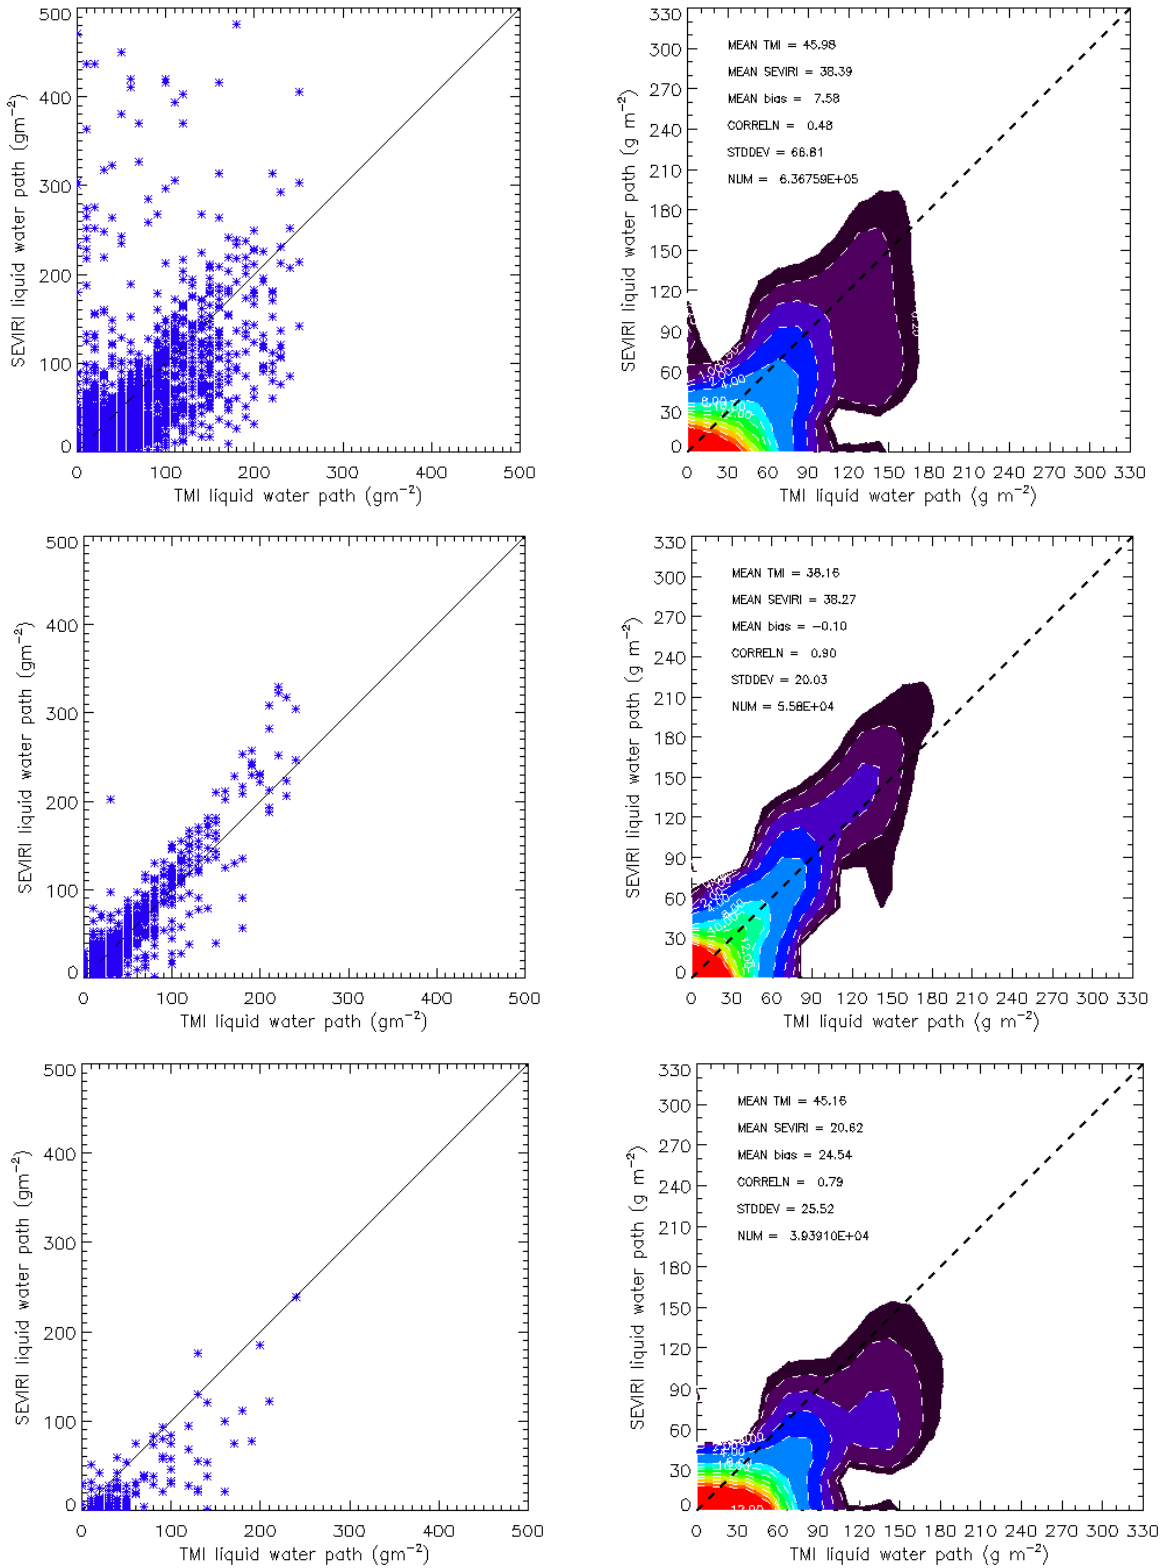 500
400
300
200
100
0
SEVIRI liquid water path (gm⁻²)
0 100 200 300 400 500
TMI liquid water path (gm⁻²)
330
300
270
240
210
180
150
120
90
60
30
0
SEVIRI liquid water path (g m⁻²)
MEAN TMI = 45.98
MEAN SEVIRI = 38.39
MEAN bias = 7.58
CORRELN = 0.48
STDDEV = 66.81
NUM = 6.36759E+05
0 30 60 90 120 150 180 210 240 270 300 330
TMI liquid water path (g m⁻²)
500
400
300
200
100
0
SEVIRI liquid water path (gm⁻²)
0 100 200 300 400 500
TMI liquid water path (gm⁻²)
330
300
270
240
210
180
150
120
90
60
30
0
SEVIRI liquid water path (g m⁻²)
MEAN TMI = 38.16
MEAN SEVIRI = 38.27
MEAN bias = −0.10
CORRELN = 0.90
STDDEV = 20.03
NUM = 5.58E+04
0 30 60 90 120 150 180 210 240 270 300 330
TMI liquid water path (g m⁻²)
500
400
300
200
100
0
SEVIRI liquid water path (gm⁻²)
0 100 200 300 400 500
TMI liquid water path (gm⁻²)
330
300
270
240
210
180
150
120
90
60
30
0
SEVIRI liquid water path (g m⁻²)
MEAN TMI = 45.16
MEAN SEVIRI = 20.62
MEAN bias = 24.54
CORRELN = 0.79
STDDEV = 25.52
NUM = 3.93910E+04
0 30 60 90 120 150 180 210 240 270 300 330
TMI liquid water path (g m⁻²)